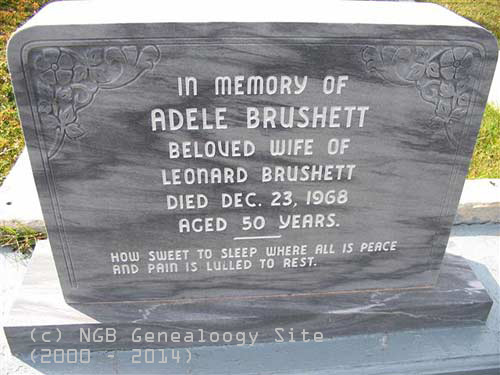 IN MEMORY OF
ADELE BRUSHETT
BELOVED WIFE OF
LEONARD BRUSHETT
DIED DEC. 23, 1968
AGED 50 YEARS.
HOW SWEET TO SLEEP WHERE ALL IS PEACE
AND PAIN IS LULLED TO REST.
(c) NGB Genealoogy Site
(2000 - 2014)